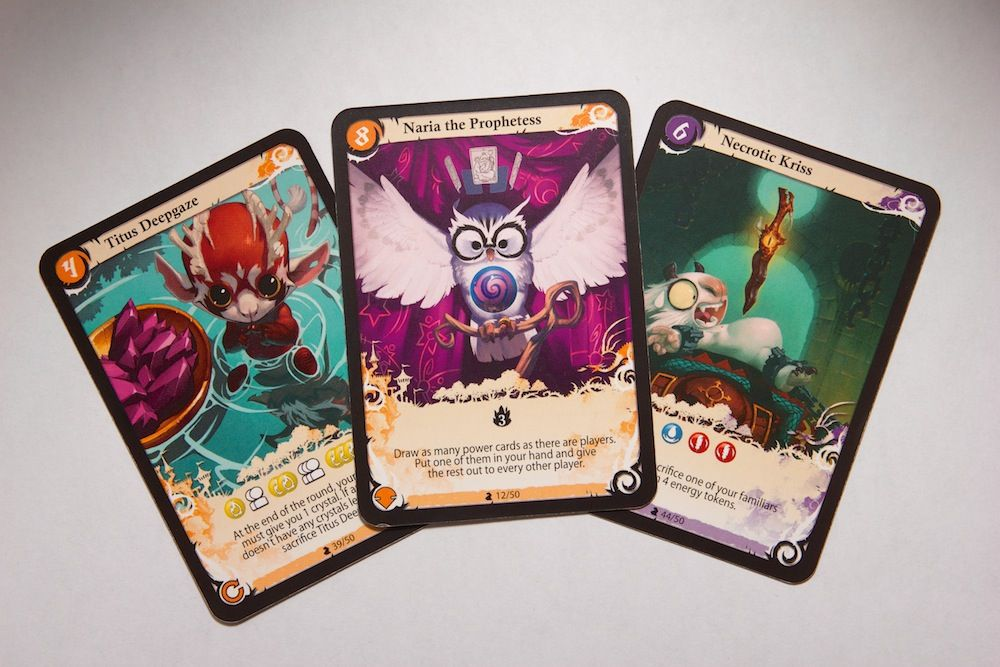 4
Titus Deepgaze
At the end of the round, your
must give you 1 crystal. If
doesn't have any crystals
sacrifice Titus
39/50
8
Naria the Prophetess
3
Draw as many power cards as there are players.
Put one of them in your hand and give
the rest out to every other player.
12/50
6
Necrotic Kriss
one of your familiars
4 energy tokens.
44/50